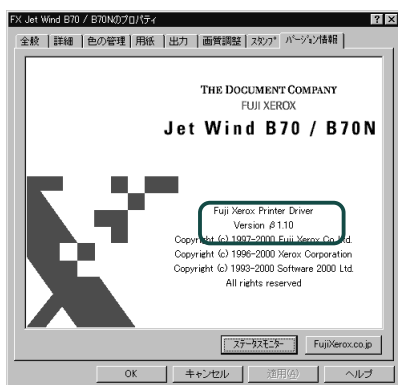 FX Jet Wind B70 / B70Nのプロパティ
全般 詳細 色の管理 用紙 出力 画質調整 スタンプ バージョン情報
THE DOCUMENT COMPANY
FUJI XEROX
Jet Wind B70 / B70N
Fuji Xerox Printer Driver
Version β1.10
Copyright (c) 1997-2000 Fuji Xerox Co., Ltd.
Copyright (c) 1996-2000 Xerox Corporation
Copyright (c) 1993-2000 Software 2000 Ltd.
All rights reserved
ステータスモニター FujiXerox.co.jp
OK キャンセル 適用(A) ヘルプ